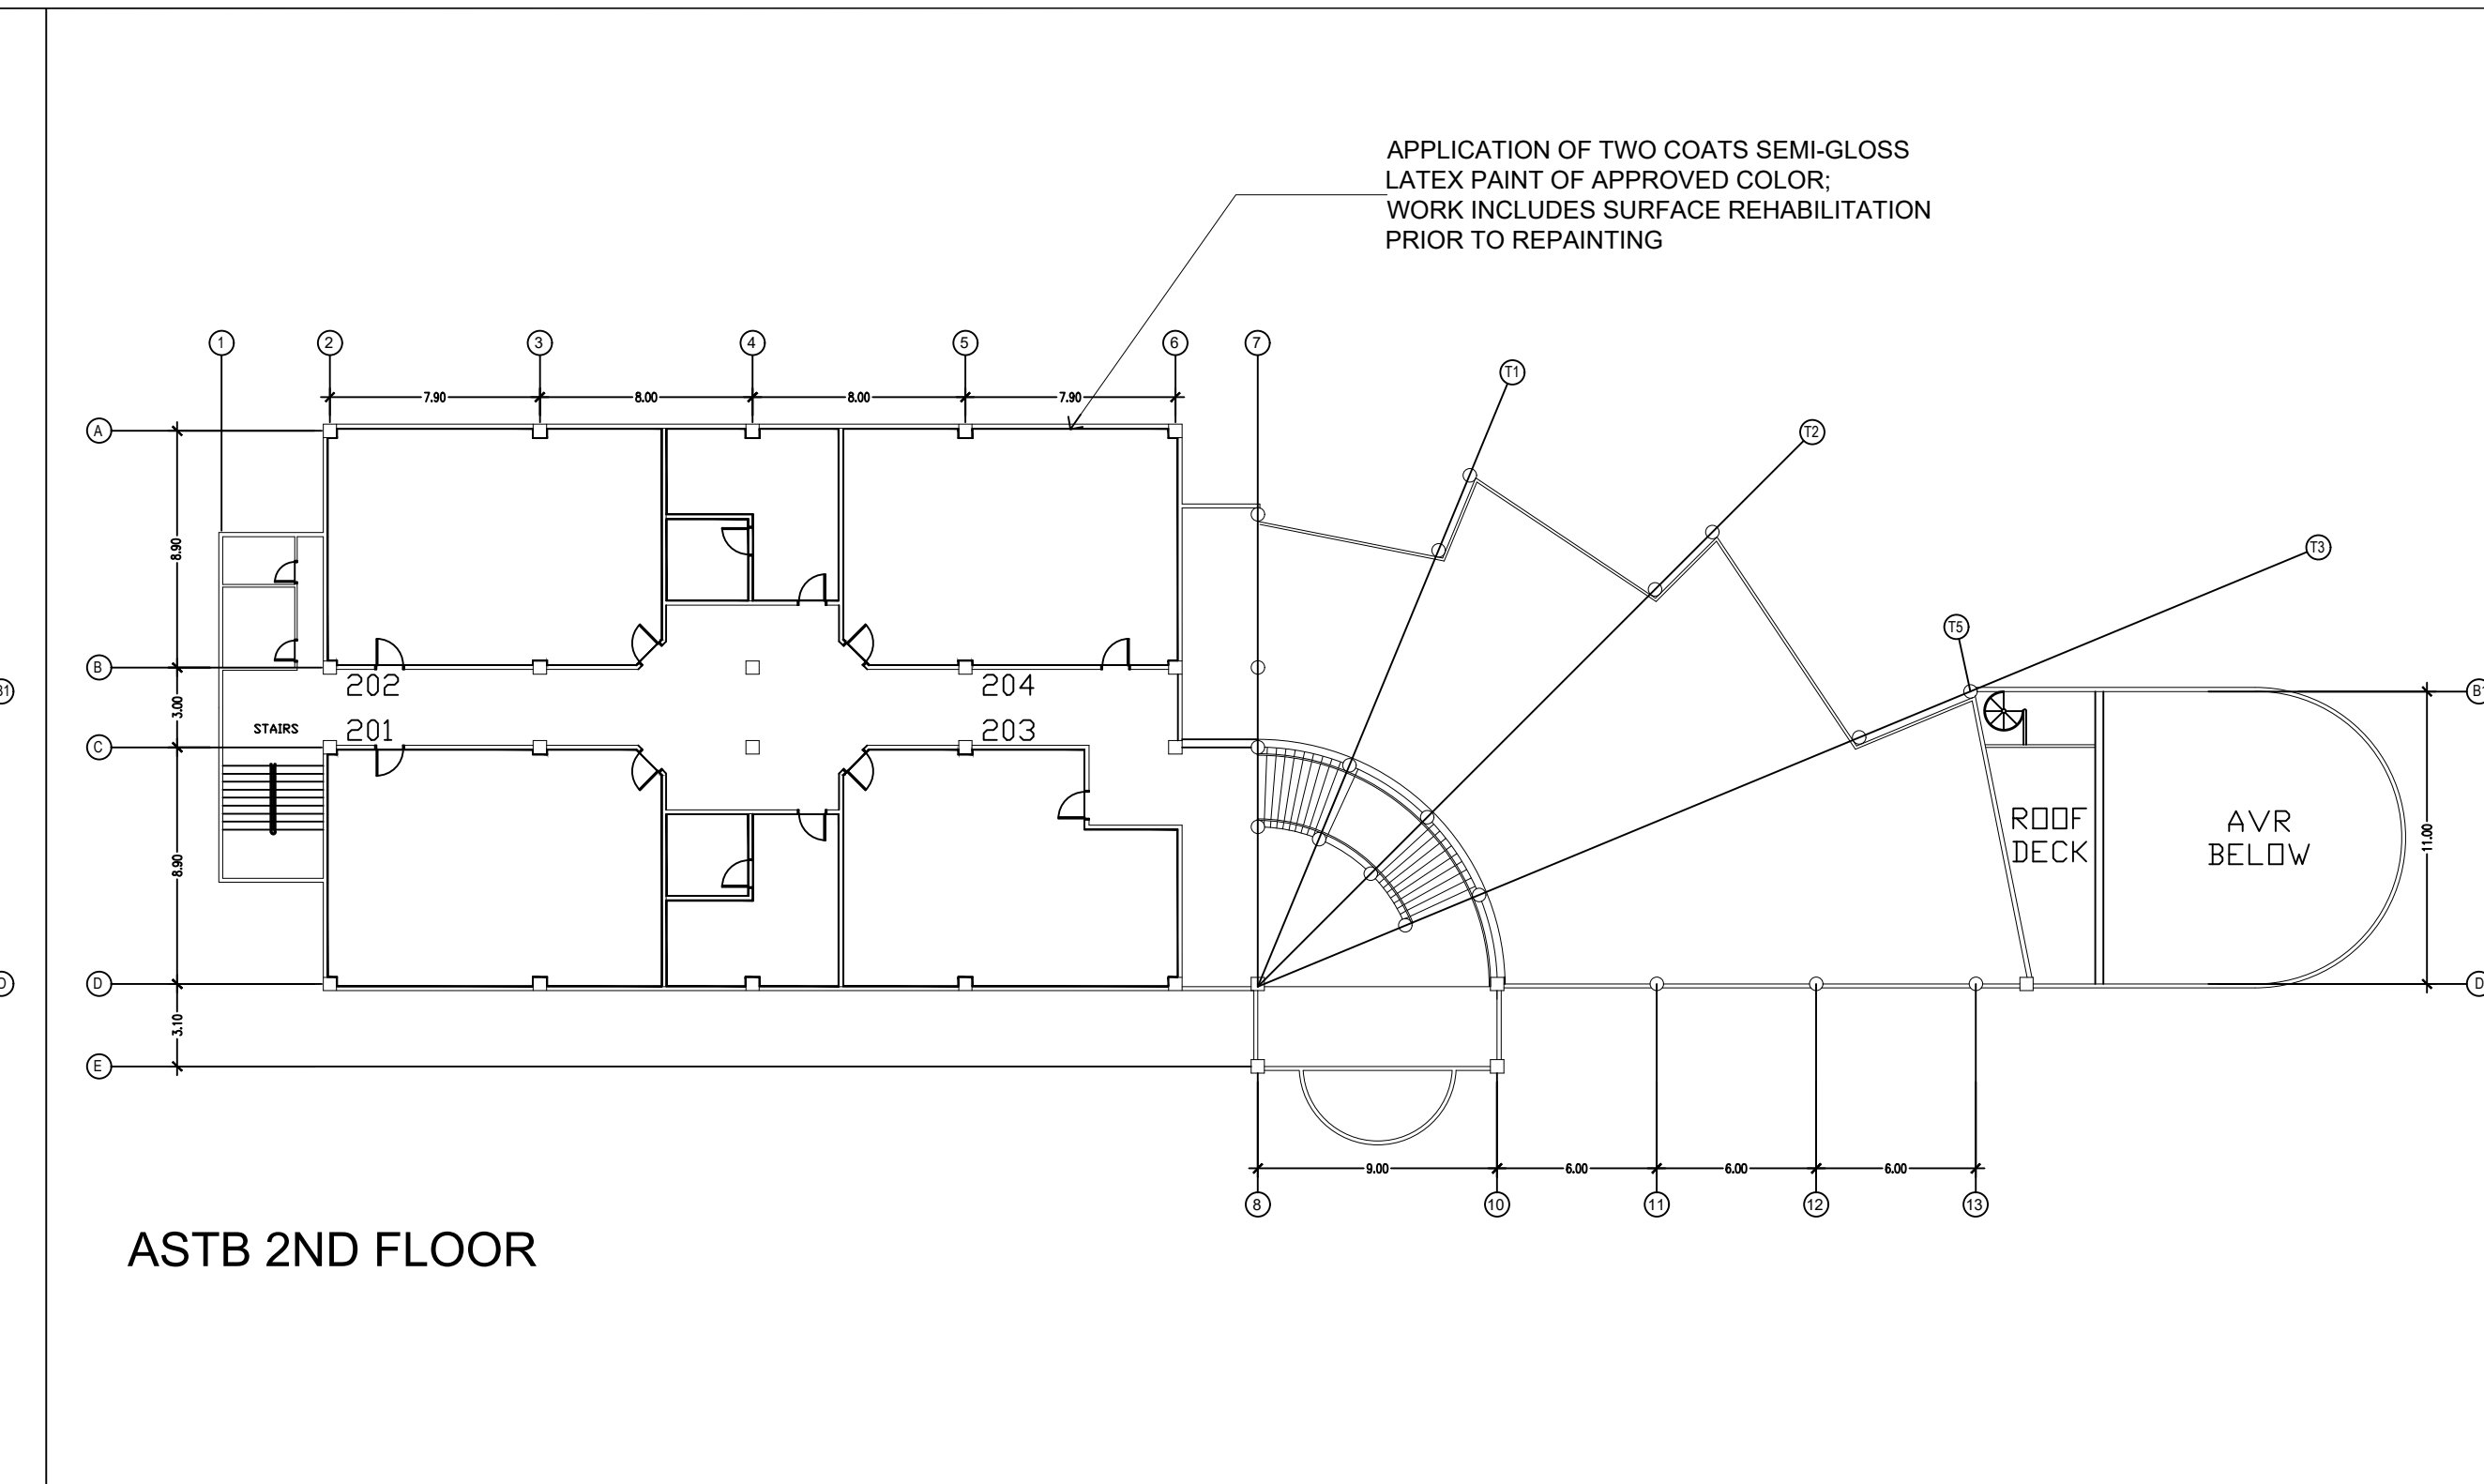 APPLICATION OF TWO COATS SEMI-GLOSS
LATEX PAINT OF APPROVED COLOR;
WORK INCLUDES SURFACE REHABILITATION
PRIOR TO REPAINTING
1 2 3 4 5 6 7
T1
7.90 8.00 8.00 7.90
A
T2
8.90
T3
T5
B
202 204
B1
B1
3.00
STAIRS 201 203
C
ROOF
DECK
AVR
BELOW
11.00
8.90
D
D
3.10
E
9.00 6.00 6.00 6.00
8 10 11 12 13
ASTB 2ND FLOOR